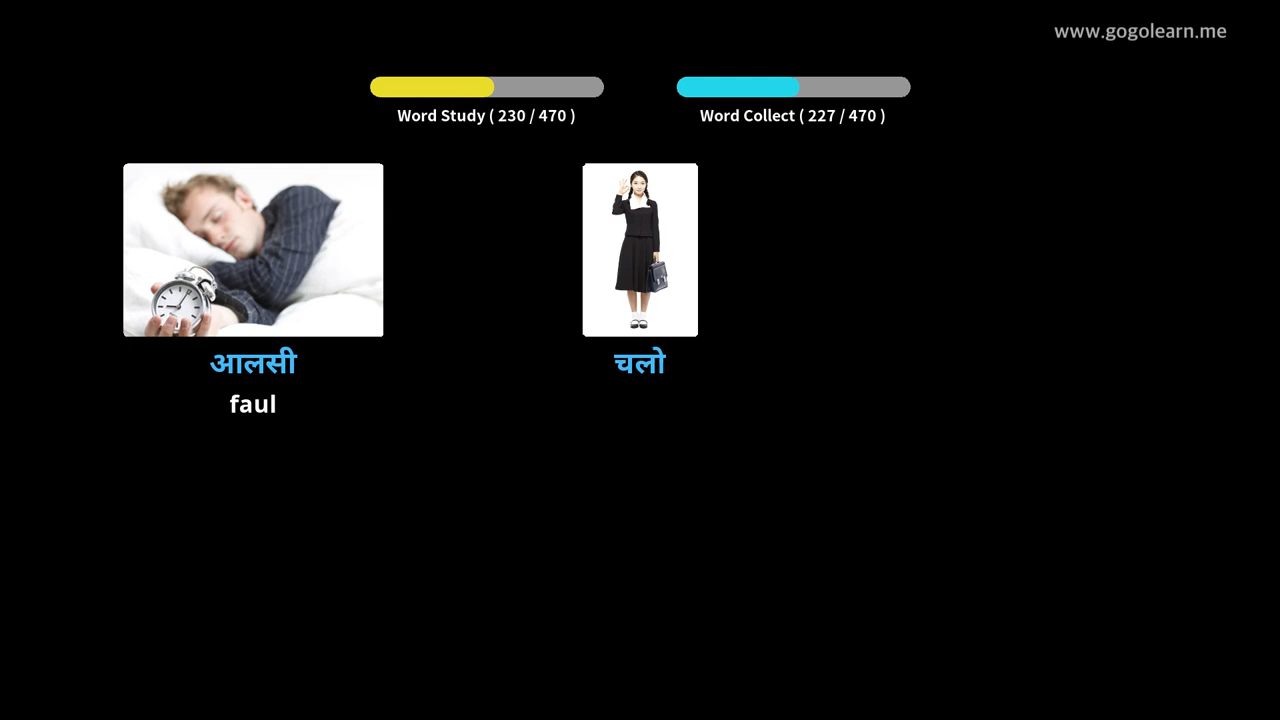 www.gogolearn.me
Word Study ( 230 / 470 )
Word Collect ( 227 / 470 )
आलसी
चलो
faul